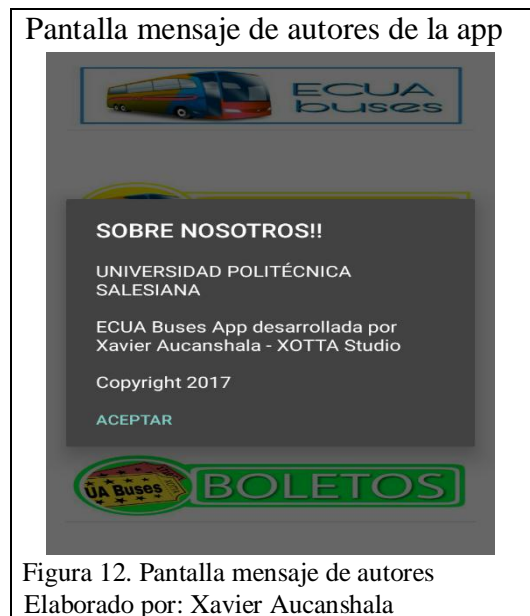 Pantalla mensaje de autores de la app
ECUA
buses
SOBRE NOSOTROS!!
UNIVERSIDAD POLITÉCNICA
SALESIANA
ECUA Buses App desarrollada por
Xavier Aucanshala - XOTTA Studio
Copyright 2017
ACEPTAR
UA Buses BOLETOS
Figura 12. Pantalla mensaje de autores
Elaborado por: Xavier Aucanshala